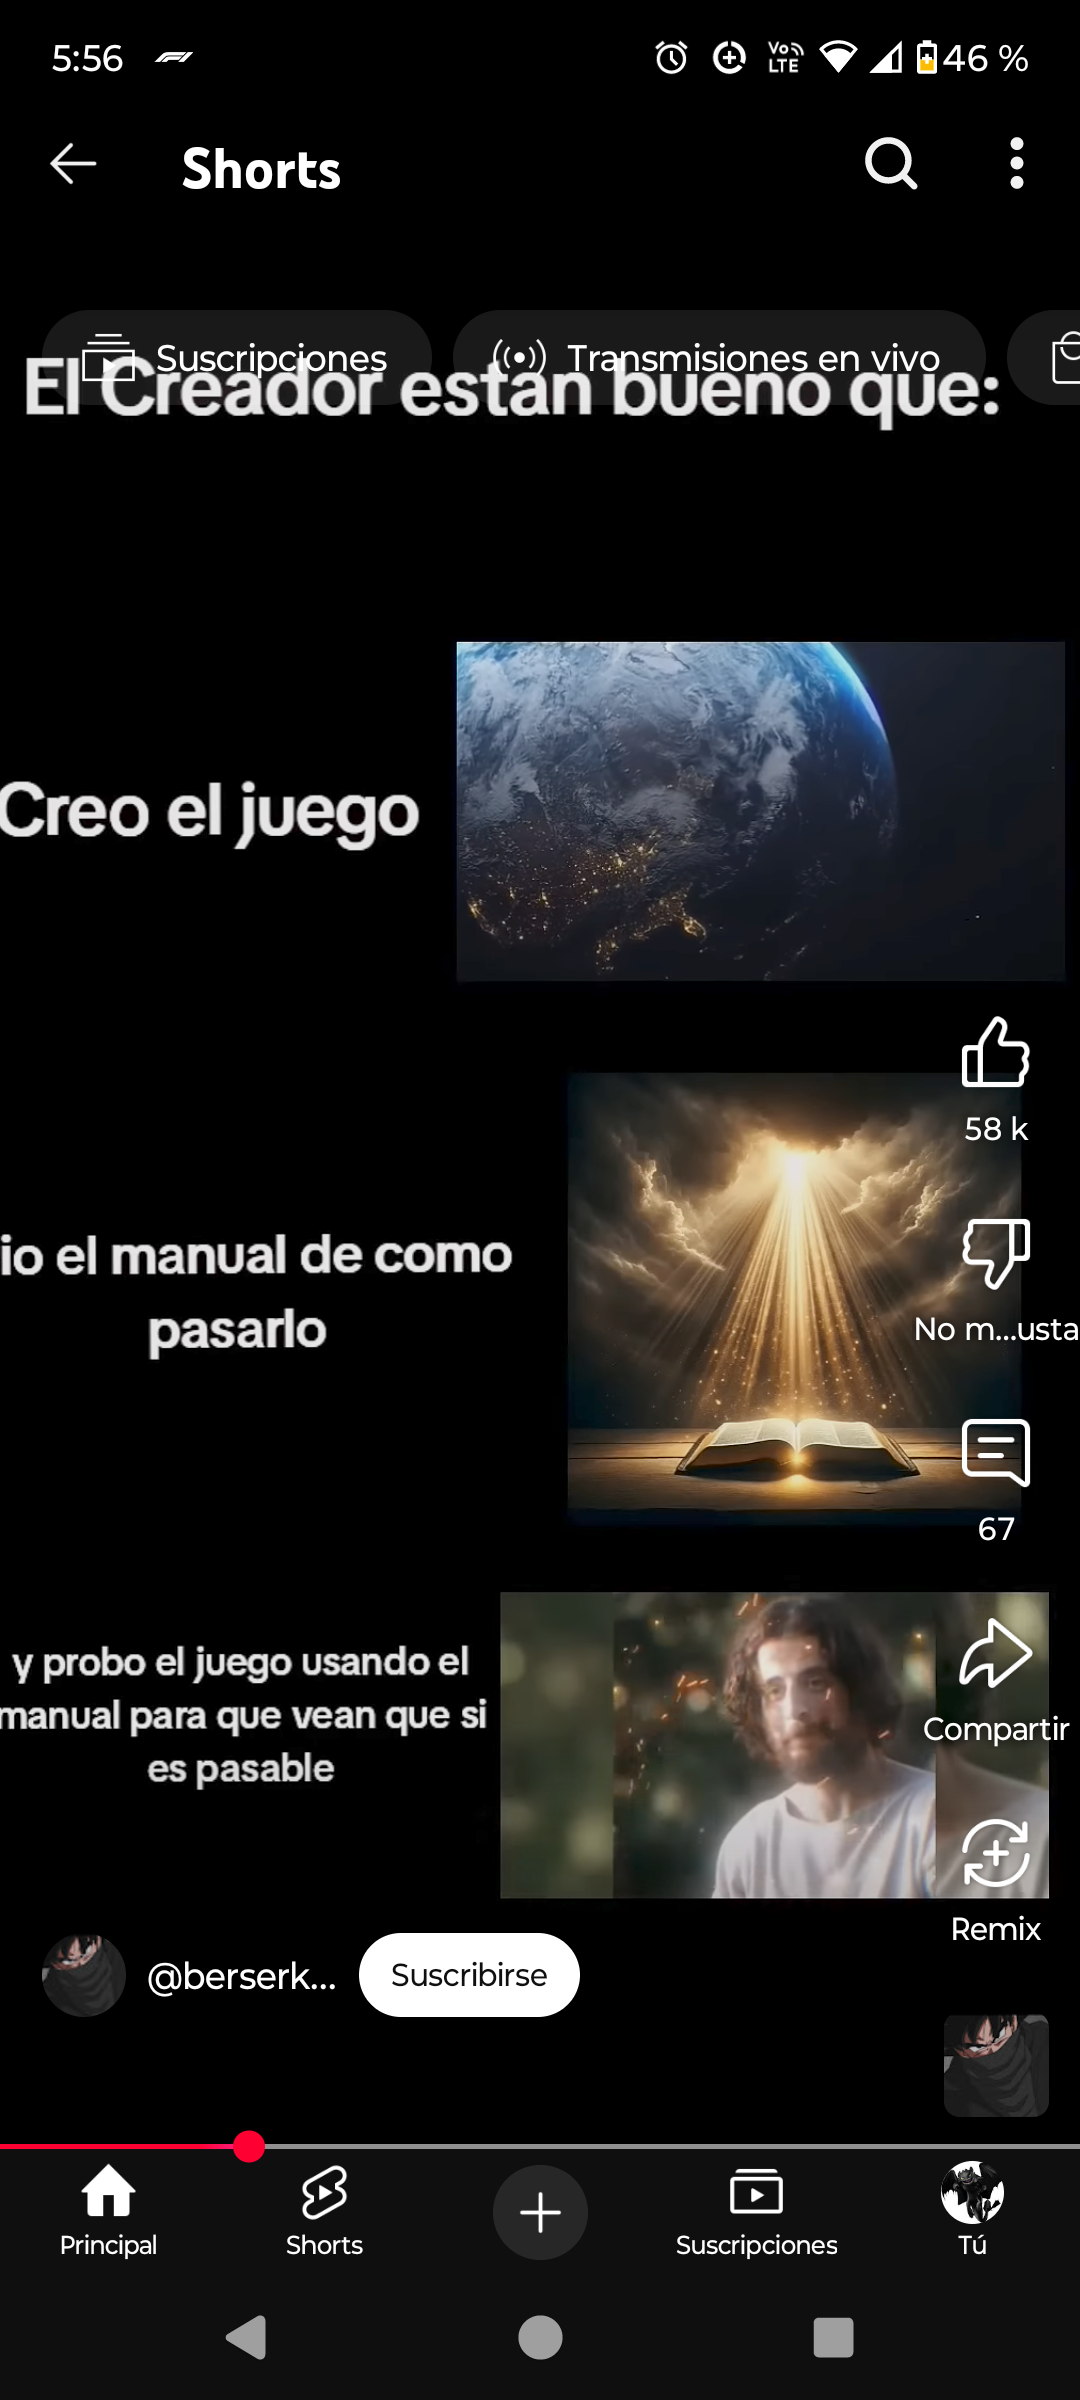 5:56
Vo LTE
46 %
Shorts
Suscripciones
Transmisiones en vivo
El Creador estan bueno que:
Creo el juego
58 k
io el manual de como
pasarlo
No m...usta
67
y probo el juego usando el
manual para que vean que si
es pasable
Compartir
Remix
@berserk...
Suscribirse
Principal
Shorts
Suscripciones
Tú